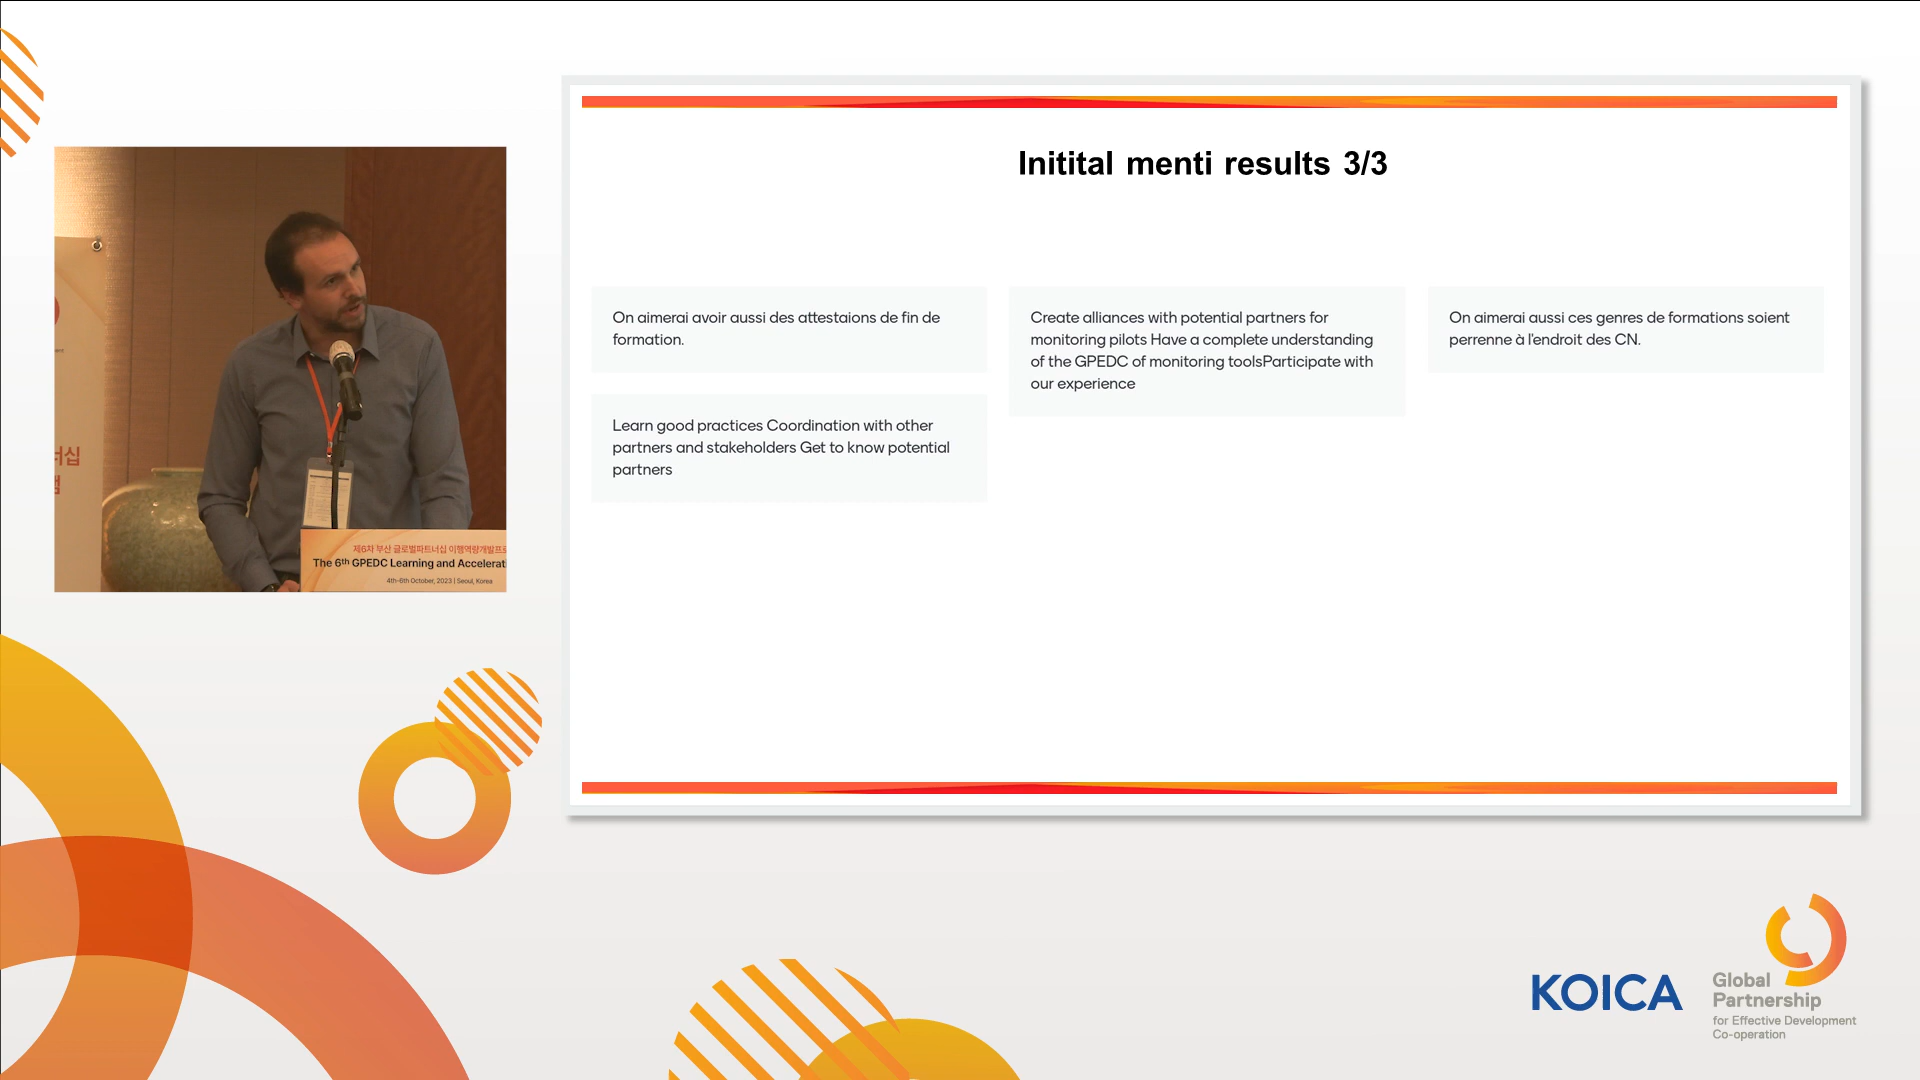 Initital menti results 3/3
On aimerai avoir aussi des attestaions de fin de
formation.
Learn good practices Coordination with other
partners and stakeholders Get to know potential
partners
Create alliances with potential partners for
monitoring pilots Have a complete understanding
of the GPEDC of monitoring toolsParticipate with
our experience
On aimerai aussi ces genres de formations soient
perrenne à l'endroit des CN.
너십
제6차 부산 글로벌파트너십 이행역량개발프로
The 6th GPEDC Learning and Accelerat
4th-6th October, 2023 | Seoul, Korea
KOICA
Global
Partnership
for Effective Development
Co-operation